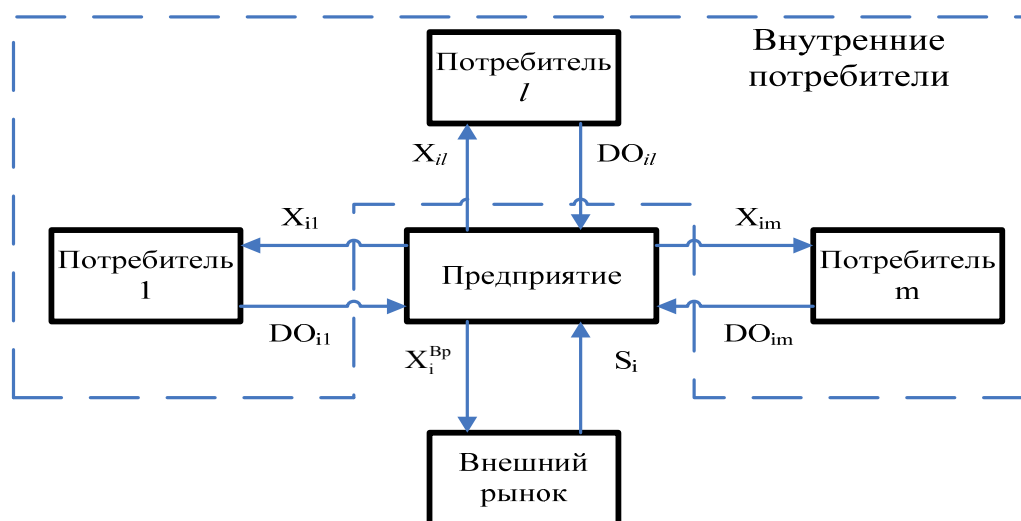 Внутренние
потребители
Потребитель
l
X_il
DO_il
X_i1
X_im
Потребитель
1
Предприятие
Потребитель
m
DO_i1
DO_im
X_i^Вр
S_i
Внешний
рынок